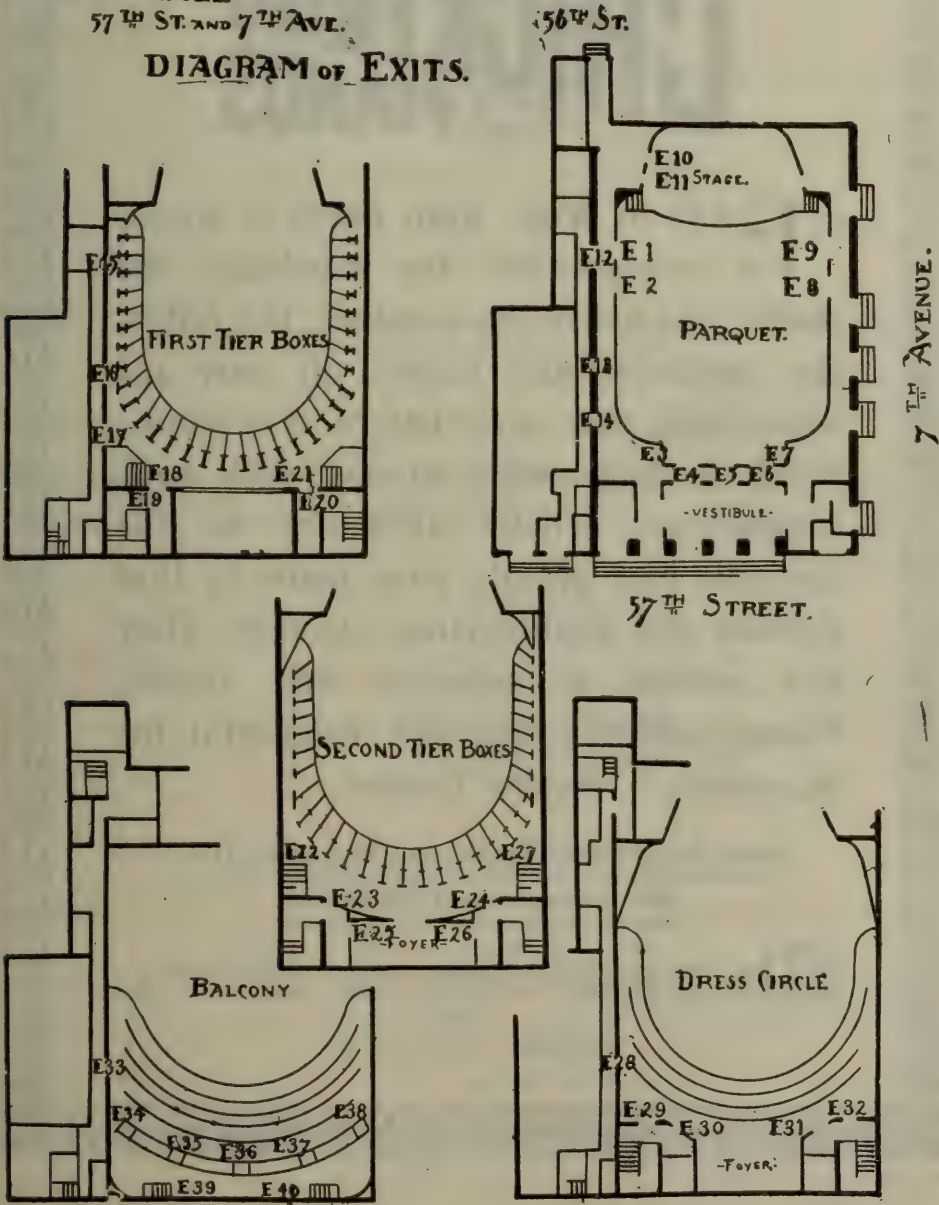 57TH ST. AND 7TH AVE.
DIAGRAM OF EXITS.
56TH ST.
E10
E11 STAGE.
E12 E1 E9
E2 E8
PARQUET.
E13
E14
E3 E7
E4 E5 E6
-VESTIBULE-
57TH STREET.
7TH AVENUE.
E15
FIRST TIER BOXES
E16
E17
E18 E21
E19 E20
SECOND TIER BOXES
E22 E27
E23 E24
E25 E26
-FOYER-
BALCONY
E33
E34 E38
E35 E36 E37
E39 E40
DRESS CIRCLE
E28
E29 E32
E30 E31
-FOYER-